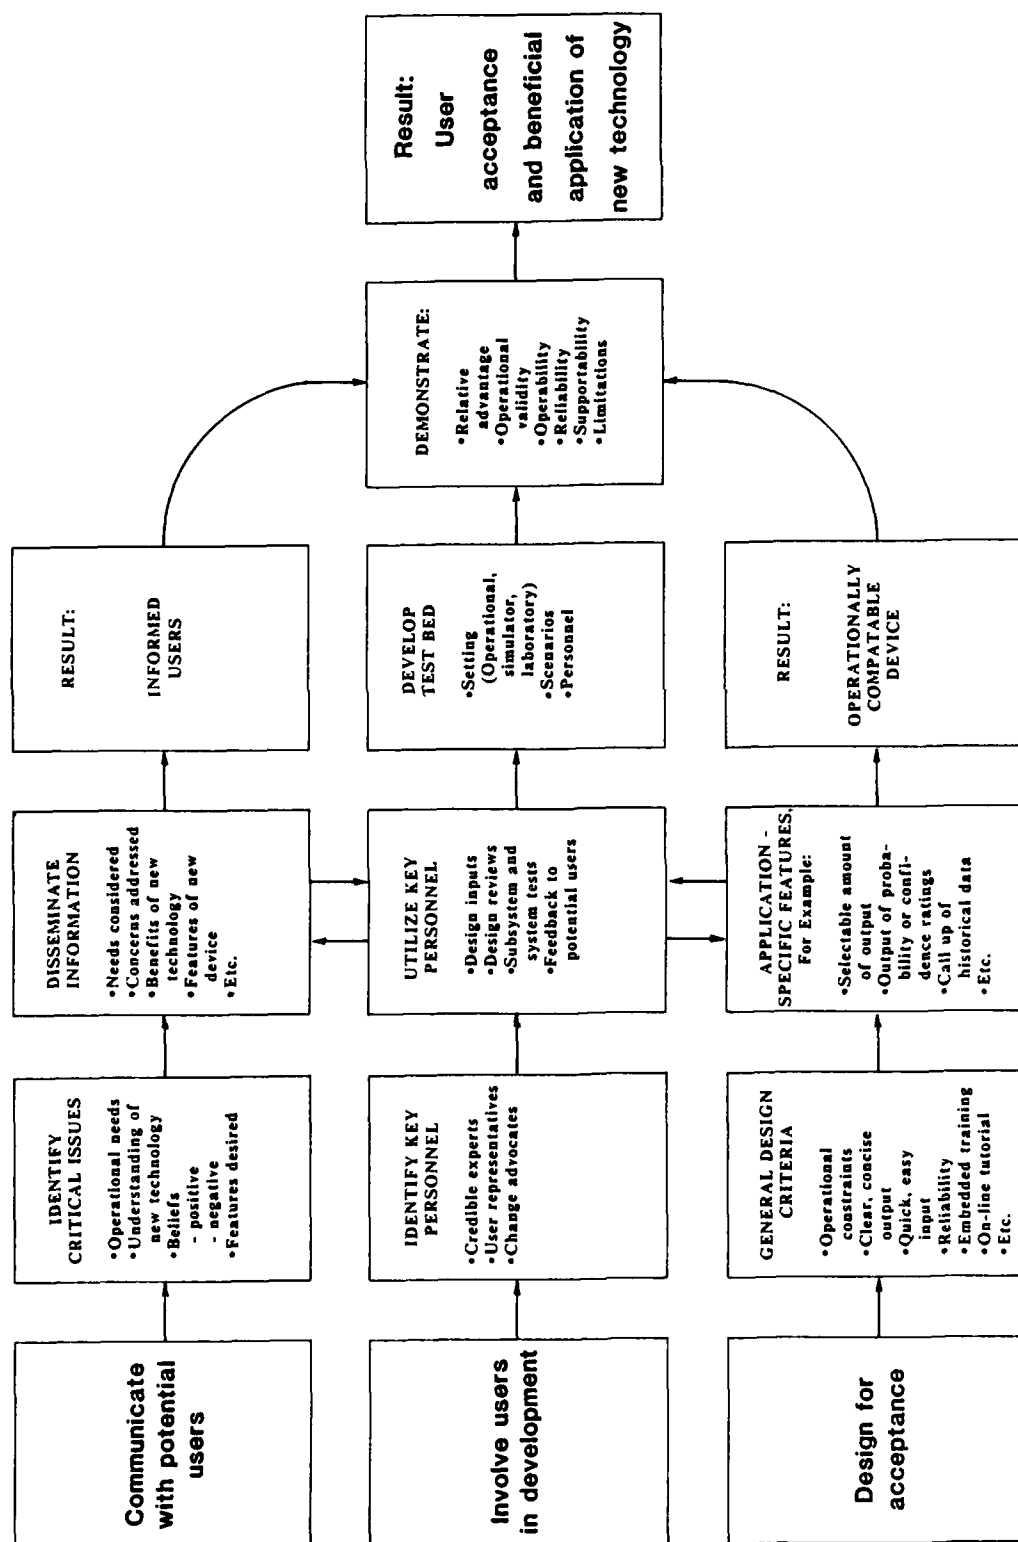 Communicate
with potential
users
IDENTIFY
CRITICAL ISSUES
•Operational needs
•Understanding of
new technology
•Beliefs
- positive
- negative
•Features desired
DISSEMINATE
INFORMATION
•Needs considered
•Concerns addressed
•Benefits of new
technology
•Features of new
device
•Etc.
RESULT:
INFORMED
USERS
Involve users
in development
IDENTIFY KEY
PERSONNEL
•Credible experts
•User representatives
•Change advocates
UTILIZE KEY
PERSONNEL
•Design inputs
•Design reviews
•Subsystem and
system tests
•Feedback to
potential users
DEVELOP
TEST BED
•Setting
(Operational,
simulator,
laboratory)
•Scenarios
•Personnel
DEMONSTRATE:
•Relative
advantage
•Operational
validity
•Operability
•Reliability
•Supportability
•Limitations
Result:
User
acceptance
and beneficial
application of
new technology
Design for
acceptance
GENERAL DESIGN
CRITERIA
•Operational
constraints
•Clear, concise
output
•Quick, easy
input
•Reliability
•Embedded training
•On-line tutorial
•Etc.
APPLICATION -
SPECIFIC FEATURES,
For Example:
•Selectable amount
of output
•Output of proba-
bility or confi-
dence ratings
•Call up of
historical data
•Etc.
RESULT:
OPERATIONALLY
COMPATABLE
DEVICE